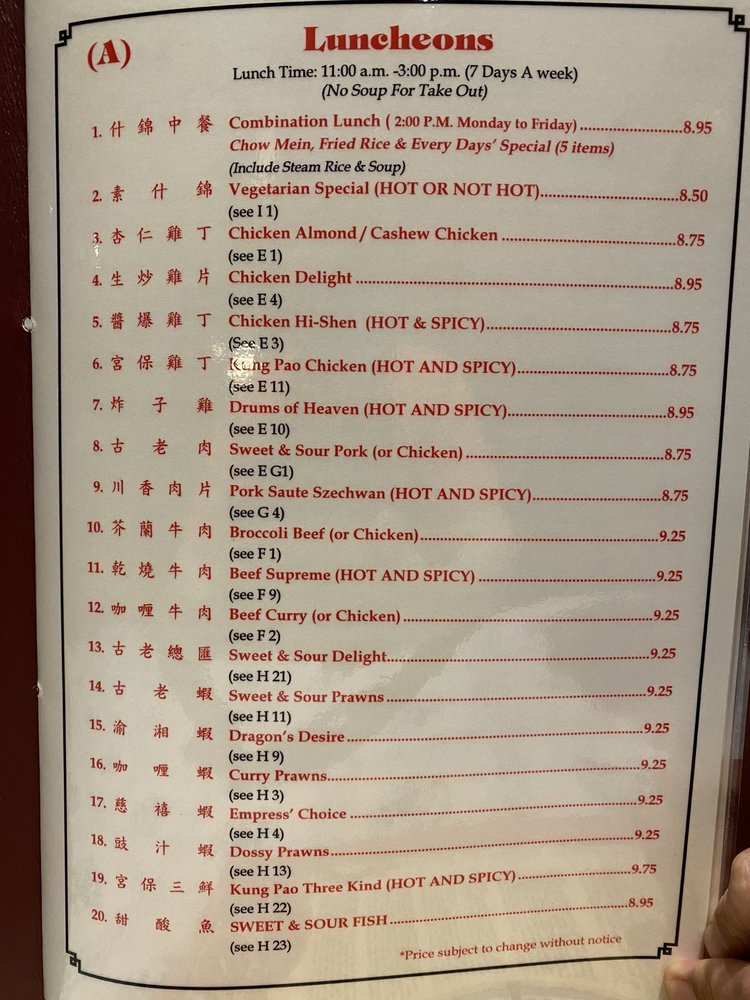 (A)
Luncheons
Lunch Time: 11:00 a.m. -3:00 p.m. (7 Days A week)
(No Soup For Take Out)
1. 什錦中餐 Combination Lunch ( 2:00 P.M. Monday to Friday) ...8.95
Chow Mein, Fried Rice & Every Days' Special (5 items)
(Include Steam Rice & Soup)
2. 素什錦 Vegetarian Special (HOT OR NOT HOT)...8.50
(see I 1)
3. 杏仁雞丁 Chicken Almond / Cashew Chicken ...8.75
(see E 1)
4. 生炒雞片 Chicken Delight ...8.95
(see E 4)
5. 醬爆雞丁 Chicken Hi-Shen (HOT & SPICY)...8.75
(See E 3)
6. 宮保雞丁 Kung Pao Chicken (HOT AND SPICY)...8.75
(see E 11)
7. 炸子雞 Drums of Heaven (HOT AND SPICY)...8.95
(see E 10)
8. 古老肉 Sweet & Sour Pork (or Chicken) ...8.75
(see E G1)
9. 川香肉片 Pork Saute Szechwan (HOT AND SPICY)...8.75
(see G 4)
10. 芥蘭牛肉 Broccoli Beef (or Chicken)...9.25
(see F 1)
11. 乾燒牛肉 Beef Supreme (HOT AND SPICY) ...9.25
(see F 9)
12. 咖喱牛肉 Beef Curry (or Chicken) ...9.25
(see F 2)
13. 古老總匯 Sweet & Sour Delight...9.25
(see H 21)
14. 古老蝦 Sweet & Sour Prawns ...9.25
(see H 11)
15. 渝湘蝦 Dragon's Desire ...9.25
(see H 9)
16. 咖喱蝦 Curry Prawns...9.25
(see H 3)
17. 慈禧蝦 Empress' Choice ...9.25
(see H 4)
18. 豉汁蝦 Dossy Prawns...9.25
(see H 13)
19. 宮保三鮮 Kung Pao Three Kind (HOT AND SPICY) ...9.75
(see H 22)
20. 甜酸魚 SWEET & SOUR FISH ...8.95
(see H 23)
*Price subject to change without notice